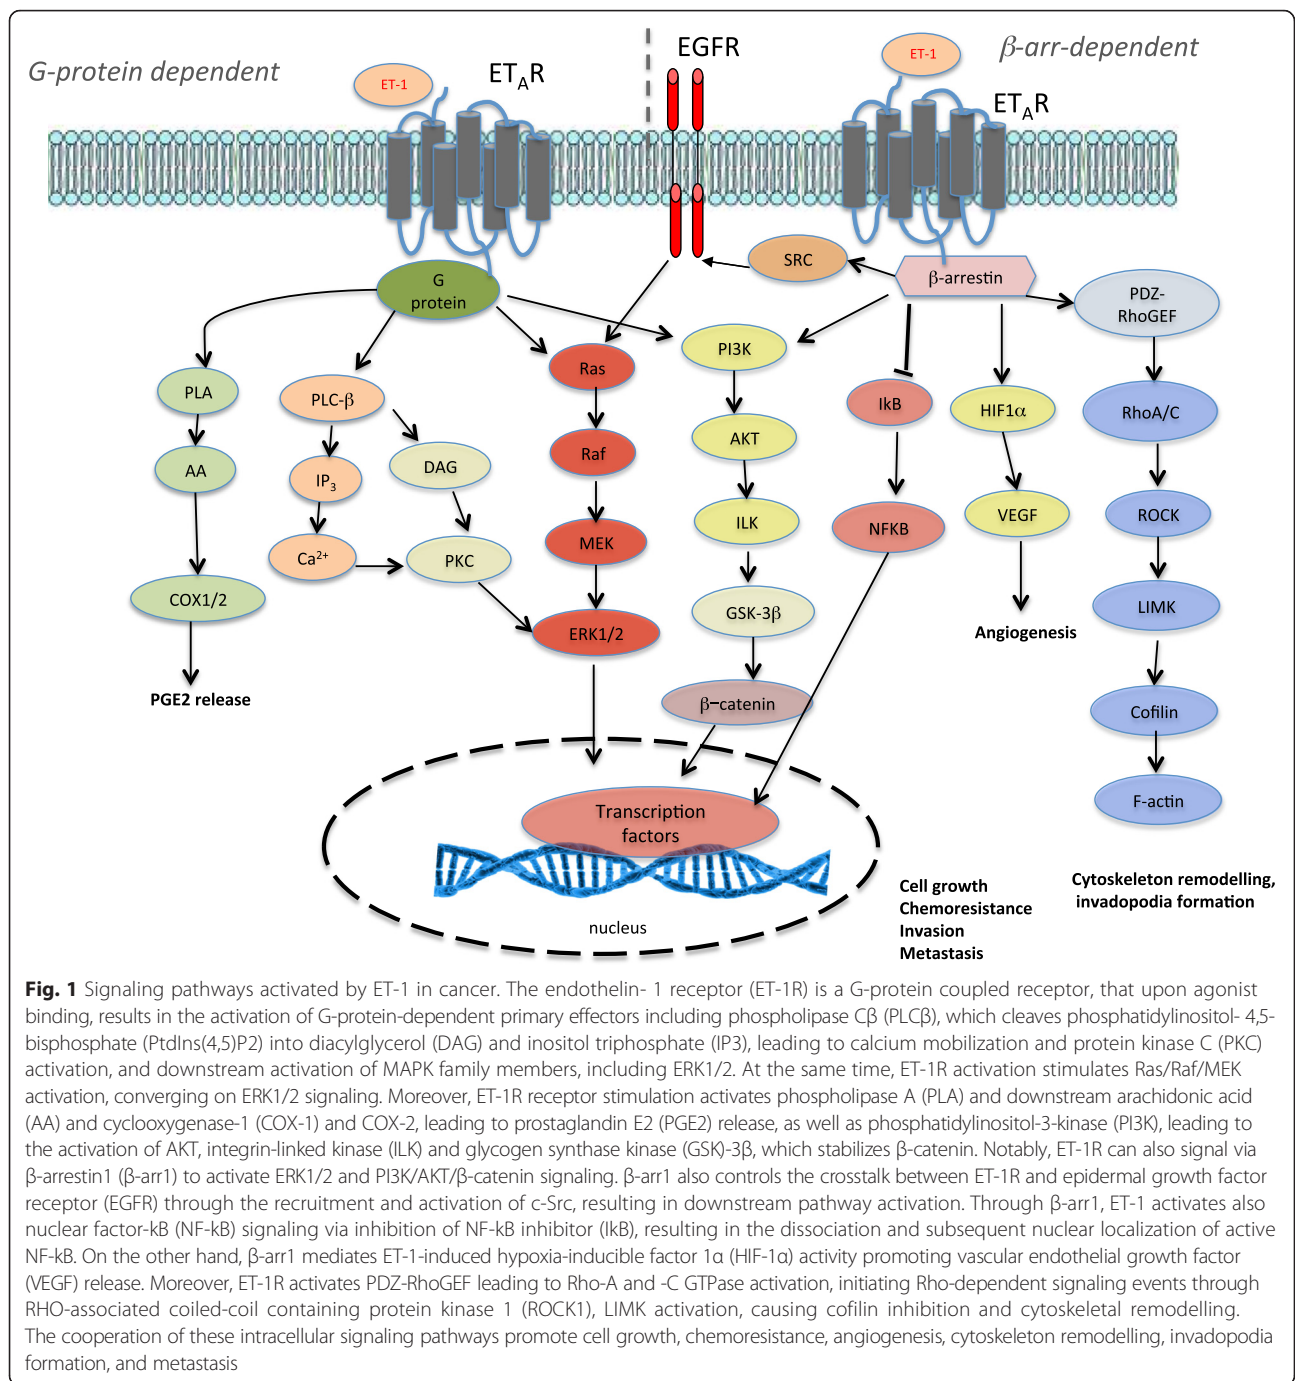 G-protein dependent
EGFR
β-arr-dependent
ET-1
ETAR
ET-1
ETAR
G
protein
SRC
β-arrestin
PDZ-
RhoGEF
PLA
PLC-β
Ras
PI3K
IkB
HIF1α
RhoA/C
AA
IP3
DAG
Raf
AKT
ILK
NFKB
VEGF
ROCK
Ca2+
PKC
MEK
COX1/2
ERK1/2
GSK-3β
LIMK
Angiogenesis
PGE2 release
β–catenin
Cofilin
F-actin
Transcription
factors
nucleus
Cell growth
Chemoresistance
Invasion
Metastasis
Cytoskeleton remodelling,
invadopodia formation
Fig. 1 Signaling pathways activated by ET-1 in cancer. The endothelin- 1 receptor (ET-1R) is a G-protein coupled receptor, that upon agonist
binding, results in the activation of G-protein-dependent primary effectors including phospholipase Cβ (PLCβ), which cleaves phosphatidylinositol- 4,5-
bisphosphate (PtdIns(4,5)P2) into diacylglycerol (DAG) and inositol triphosphate (IP3), leading to calcium mobilization and protein kinase C (PKC)
activation, and downstream activation of MAPK family members, including ERK1/2. At the same time, ET-1R activation stimulates Ras/Raf/MEK
activation, converging on ERK1/2 signaling. Moreover, ET-1R receptor stimulation activates phospholipase A (PLA) and downstream arachidonic acid
(AA) and cyclooxygenase-1 (COX-1) and COX-2, leading to prostaglandin E2 (PGE2) release, as well as phosphatidylinositol-3-kinase (PI3K), leading to
the activation of AKT, integrin-linked kinase (ILK) and glycogen synthase kinase (GSK)-3β, which stabilizes β-catenin. Notably, ET-1R can also signal via
β-arrestin1 (β-arr1) to activate ERK1/2 and PI3K/AKT/β-catenin signaling. β-arr1 also controls the crosstalk between ET-1R and epidermal growth factor
receptor (EGFR) through the recruitment and activation of c-Src, resulting in downstream pathway activation. Through β-arr1, ET-1 activates also
nuclear factor-kB (NF-kB) signaling via inhibition of NF-kB inhibitor (IkB), resulting in the dissociation and subsequent nuclear localization of active
NF-kB. On the other hand, β-arr1 mediates ET-1-induced hypoxia-inducible factor 1α (HIF-1α) activity promoting vascular endothelial growth factor
(VEGF) release. Moreover, ET-1R activates PDZ-RhoGEF leading to Rho-A and -C GTPase activation, initiating Rho-dependent signaling events through
RHO-associated coiled-coil containing protein kinase 1 (ROCK1), LIMK activation, causing cofilin inhibition and cytoskeletal remodelling.
The cooperation of these intracellular signaling pathways promote cell growth, chemoresistance, angiogenesis, cytoskeleton remodelling, invadopodia
formation, and metastasis